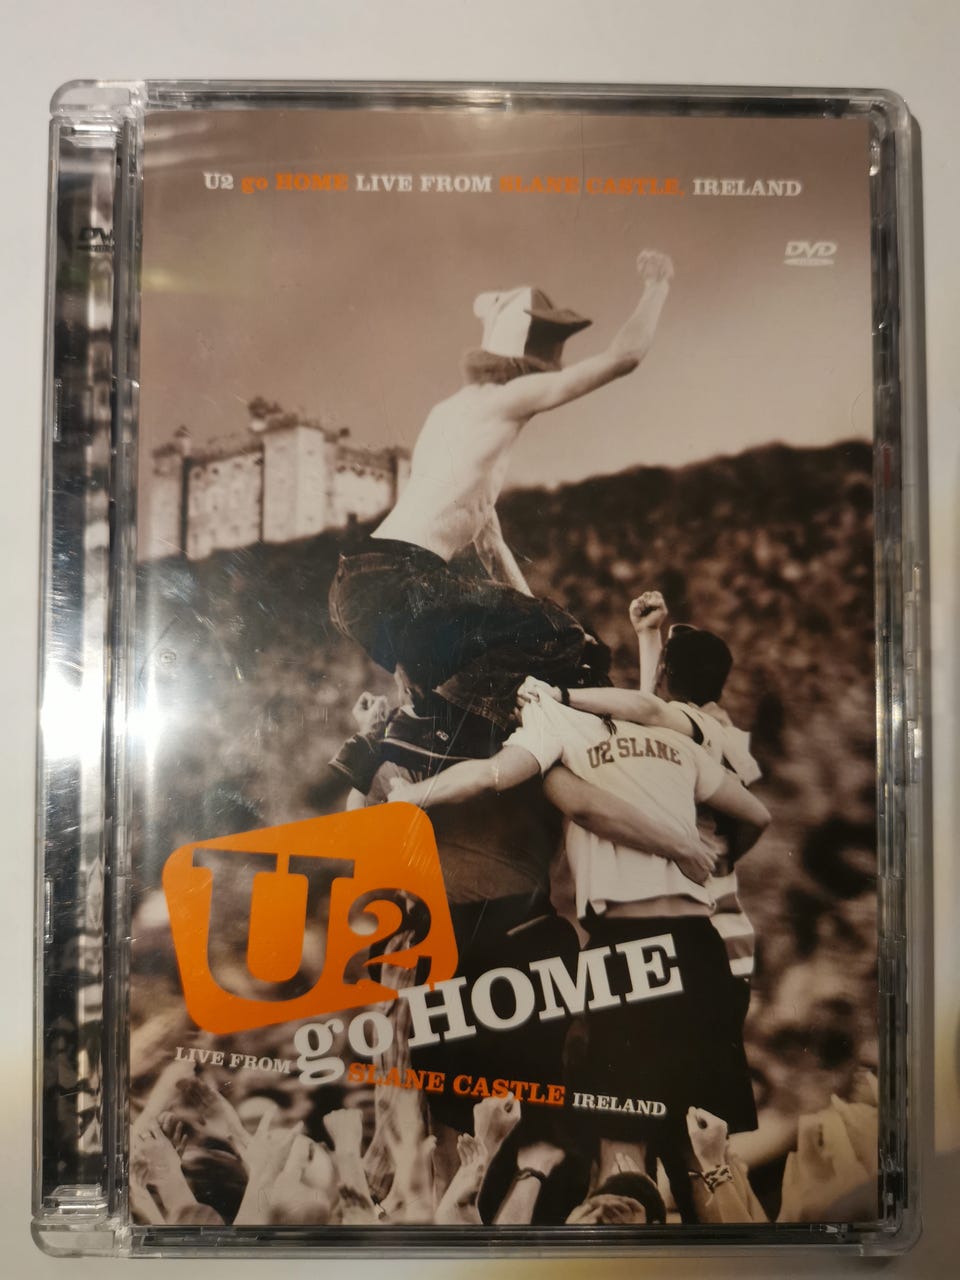 U2 go HOME LIVE FROM SLANE CASTLE, IRELAND
DVD
VIDEO
U2 SLANE
U2
go HOME
LIVE FROM SLANE CASTLE IRELAND